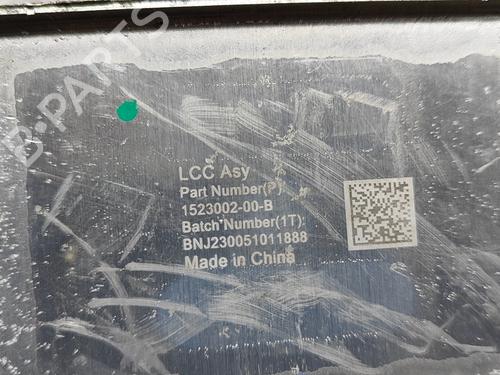 B-PARTS
LCC Asy
Part Number(P)
1523002-00-B
Batch Number(1T):
BNJ230051011888
Made in China